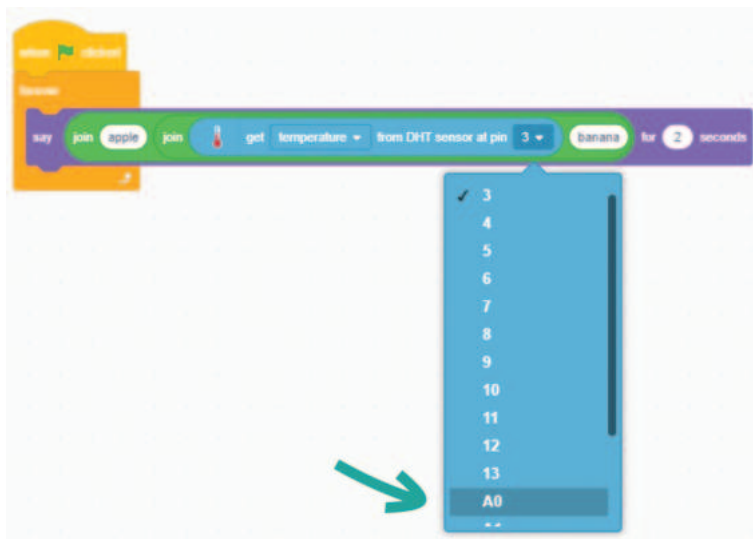 when clicked
forever
say join apple join get temperature from DHT sensor at pin 3 banana for 2 seconds
✓ 3
4
5
6
7
8
9
10
11
12
13
A0